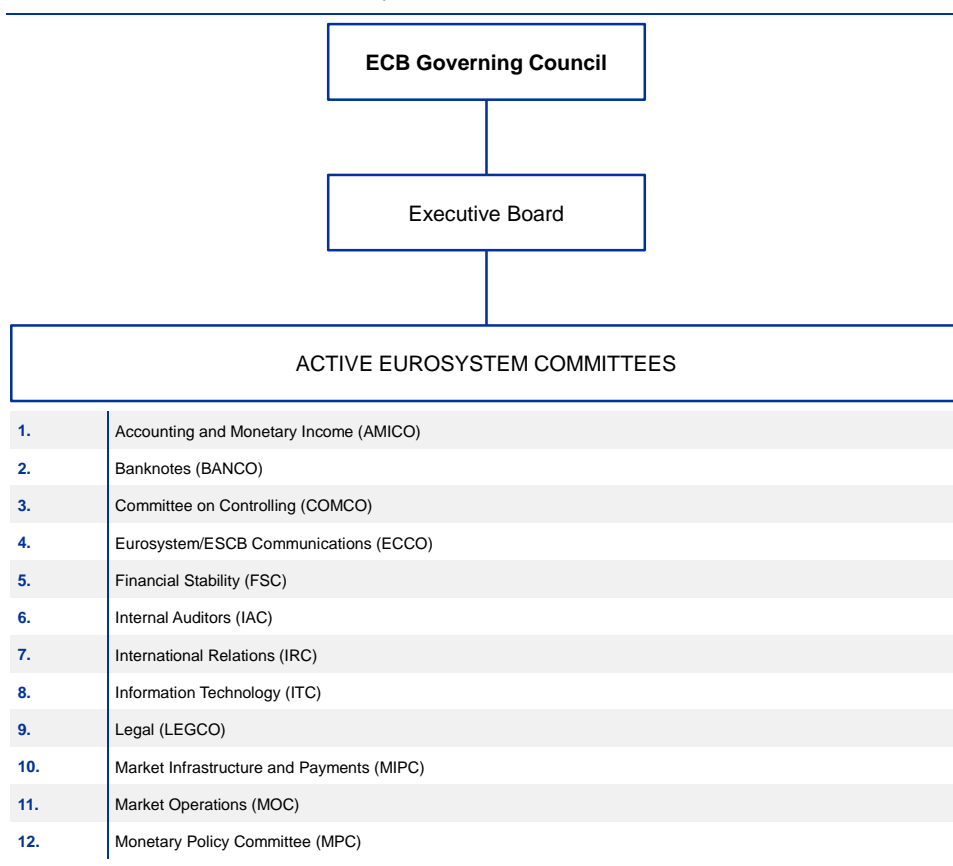 ECB Governing Council
Executive Board
ACTIVE EUROSYSTEM COMMITTEES
1. Accounting and Monetary Income (AMICO)
2. Banknotes (BANCO)
3. Committee on Controlling (COMCO)
4. Eurosystem/ESCB Communications (ECCO)
5. Financial Stability (FSC)
6. Internal Auditors (IAC)
7. International Relations (IRC)
8. Information Technology (ITC)
9. Legal (LEGCO)
10. Market Infrastructure and Payments (MIPC)
11. Market Operations (MOC)
12. Monetary Policy Committee (MPC)